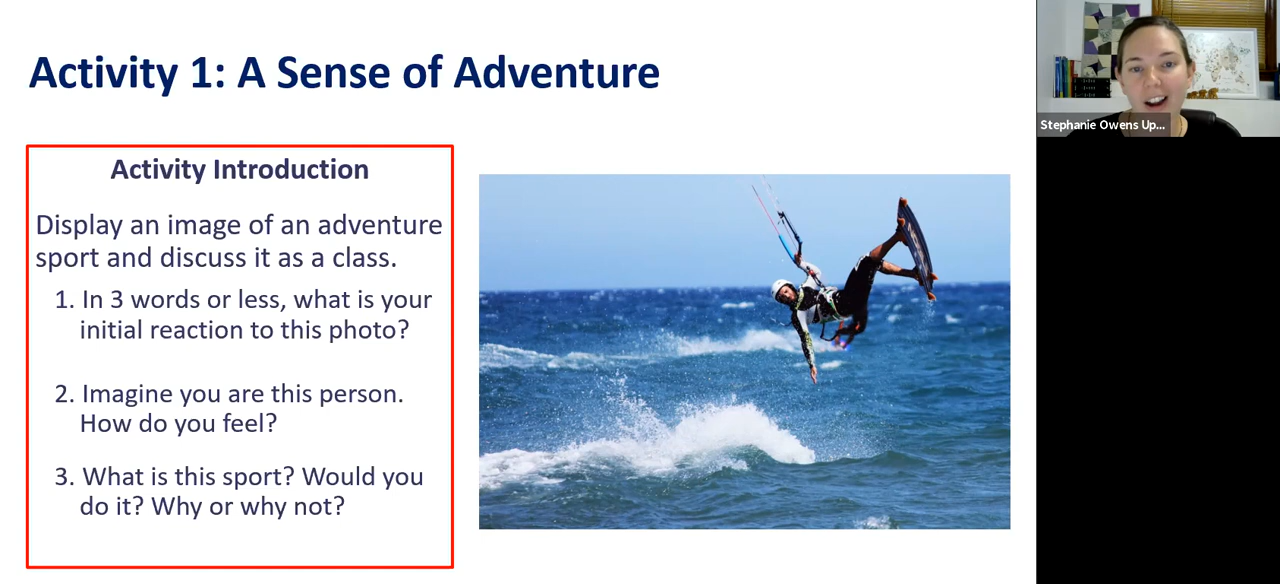 Activity 1: A Sense of Adventure
Activity Introduction
Display an image of an adventure
sport and discuss it as a class.
1. In 3 words or less, what is your
initial reaction to this photo?
2. Imagine you are this person.
How do you feel?
3. What is this sport? Would you
do it? Why or why not?
Stephanie Owens Up...